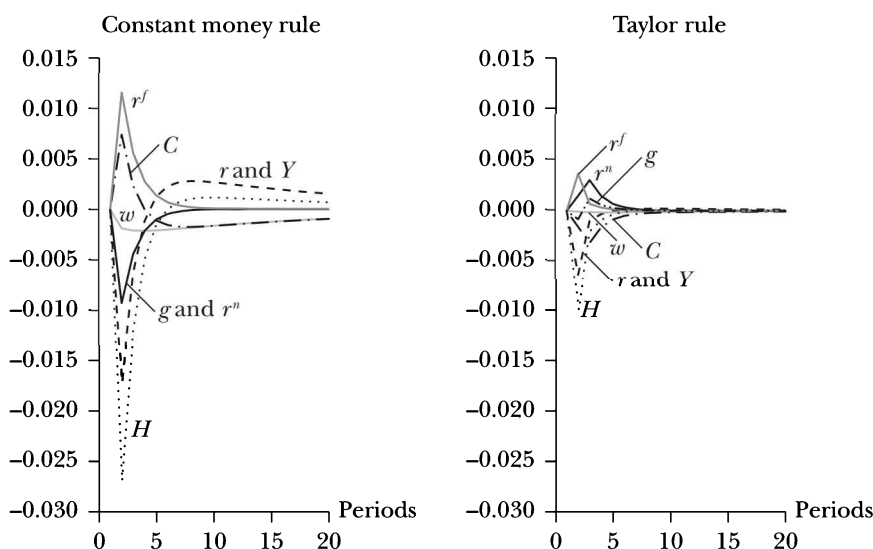 Constant money rule
0.015
0.010
0.005
0.000
–0.005
–0.010
–0.015
–0.020
–0.025
–0.030
r^f
C
r and Y
w
g and r^n
H
Periods
0 5 10 15 20
Taylor rule
0.015
0.010
0.005
0.000
–0.005
–0.010
–0.015
–0.020
–0.025
–0.030
r^f
g
r^n
w
C
r and Y
H
Periods
0 5 10 15 20